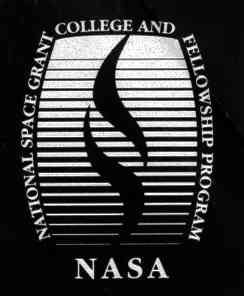 NATIONAL SPACE GRANT COLLEGE AND FELLOWSHIP PROGRAM
NASA